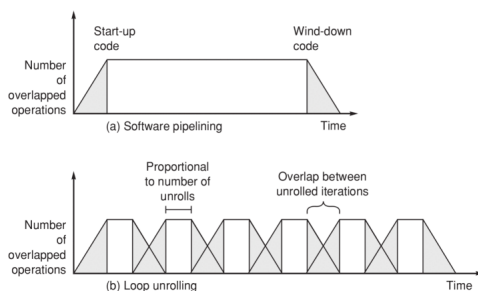 Start-up
code
Wind-down
code
Number
of
overlapped
operations
(a) Software pipelining
Time
Proportional
to number of
unrolls
Overlap between
unrolled iterations
Number
of
overlapped
operations
(b) Loop unrolling
Time